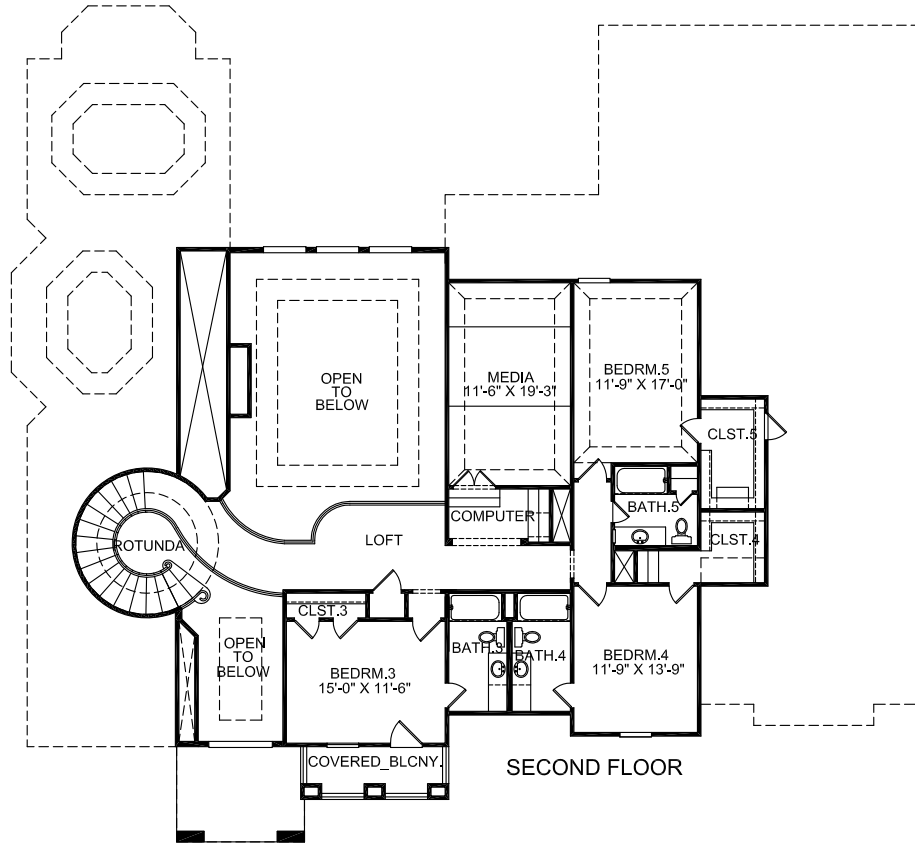 OPEN
TO
BELOW
MEDIA
11'-6" X 19'-3"
BEDRM.5
11'-9" X 17'-0"
CLST.5
COMPUTER
BATH.5
ROTUNDA
LOFT
CLST.4
CLST.3
OPEN
TO
BELOW
BEDRM.3
15'-0" X 11'-6"
BATH.3
BATH.4
BEDRM.4
11'-9" X 13'-9"
COVERED_BLCNY.
SECOND FLOOR